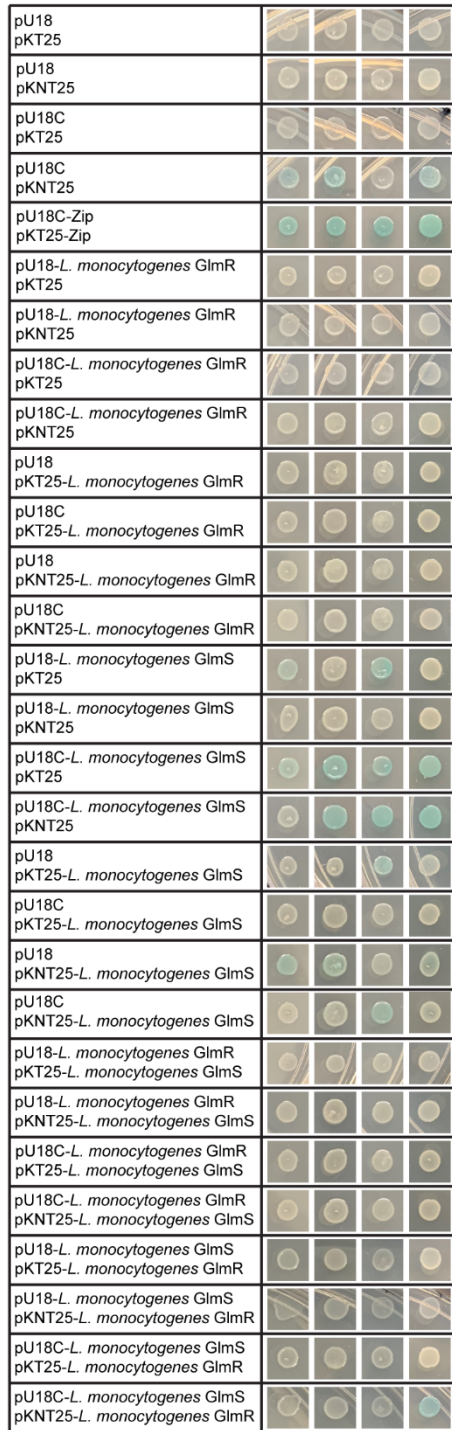 pU18
pKT25
pU18
pKNT25
pU18C
pKT25
pU18C
pKNT25
pU18C-Zip
pKT25-Zip
pU18-L. monocytogenes GlmR
pKT25
pU18-L. monocytogenes GlmR
pKNT25
pU18C-L. monocytogenes GlmR
pKT25
pU18C-L. monocytogenes GlmR
pKNT25
pU18
pKT25-L. monocytogenes GlmR
pU18C
pKT25-L. monocytogenes GlmR
pU18
pKNT25-L. monocytogenes GlmR
pU18C
pKNT25-L. monocytogenes GlmR
pU18-L. monocytogenes GlmS
pKT25
pU18-L. monocytogenes GlmS
pKNT25
pU18C-L. monocytogenes GlmS
pKT25
pU18C-L. monocytogenes GlmS
pKNT25
pU18
pKT25-L. monocytogenes GlmS
pU18C
pKT25-L. monocytogenes GlmS
pU18
pKNT25-L. monocytogenes GlmS
pU18C
pKNT25-L. monocytogenes GlmS
pU18-L. monocytogenes GlmR
pKT25-L. monocytogenes GlmS
pU18-L. monocytogenes GlmR
pKNT25-L. monocytogenes GlmS
pU18C-L. monocytogenes GlmR
pKT25-L. monocytogenes GlmS
pU18C-L. monocytogenes GlmR
pKNT25-L. monocytogenes GlmS
pU18-L. monocytogenes GlmS
pKT25-L. monocytogenes GlmR
pU18-L. monocytogenes GlmS
pKNT25-L. monocytogenes GlmR
pU18C-L. monocytogenes GlmS
pKT25-L. monocytogenes GlmR
pU18C-L. monocytogenes GlmS
pKNT25-L. monocytogenes GlmR